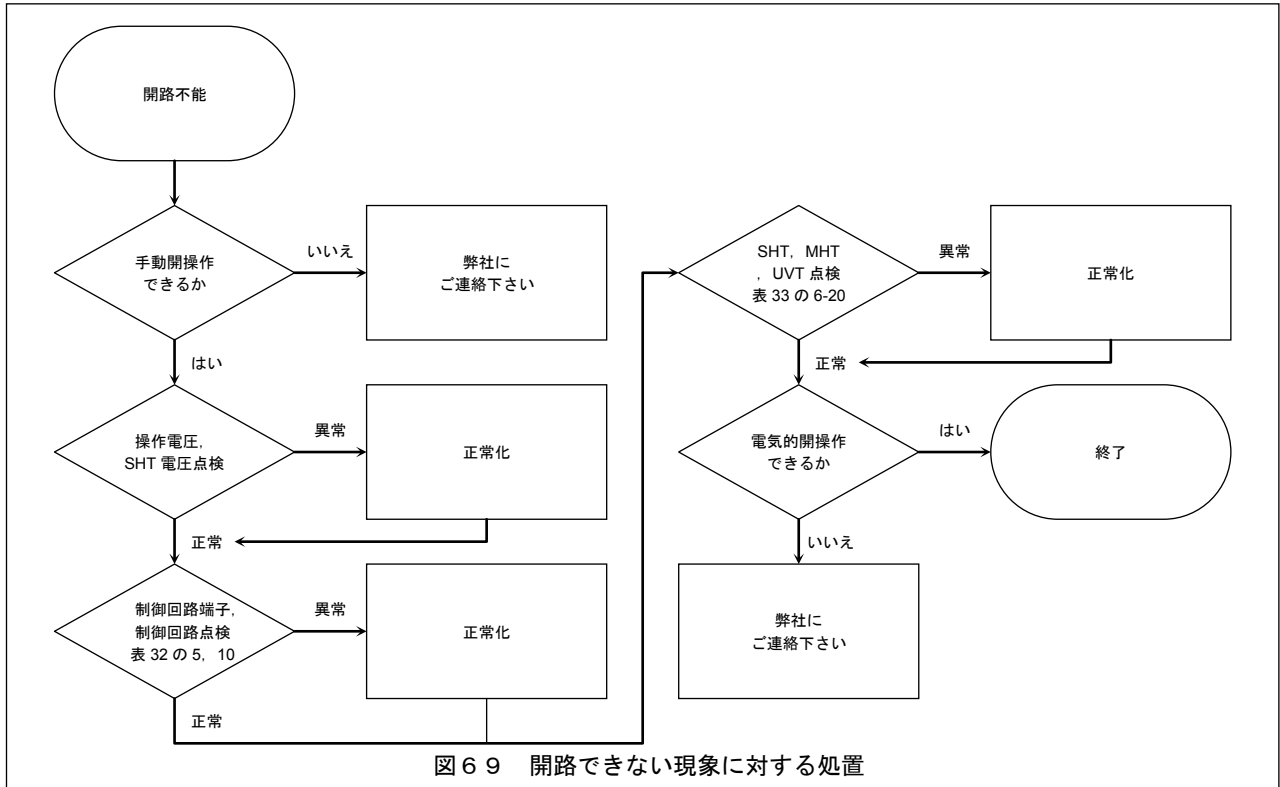 開路不能
手動開操作
できるか
いいえ
弊社に
ご連絡下さい
はい
操作電圧,
SHT 電圧点検
異常
正常化
正常
制御回路端子,
制御回路点検
表 32 の 5, 10
異常
正常化
正常
SHT, MHT
, UVT 点検
表 33 の 6-20
異常
正常化
正常
電気的開操作
できるか
はい
終了
いいえ
弊社に
ご連絡下さい
図69 開路できない現象に対する処置